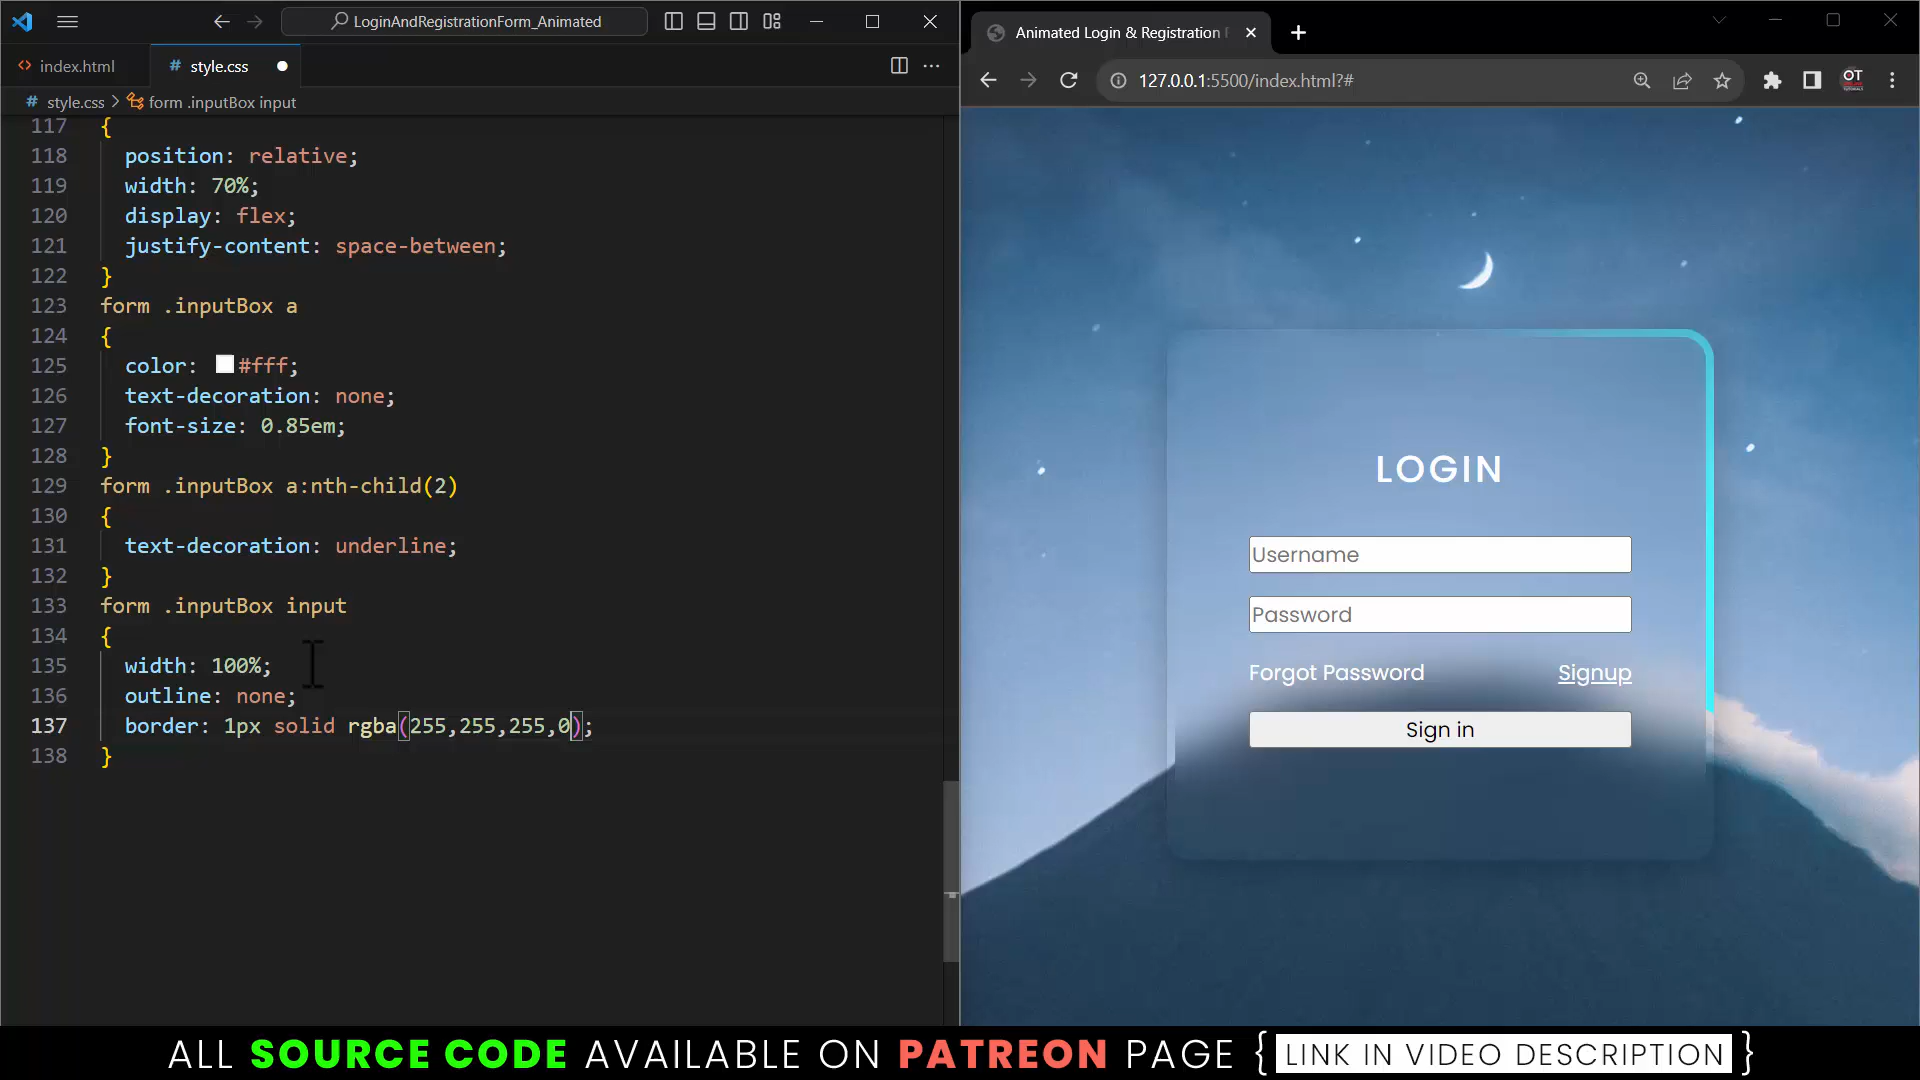 LoginAndRegistrationForm_Animated
index.html
# style.css
# style.css > form .inputBox input
117 {
118 position: relative;
119 width: 70%;
120 display: flex;
121 justify-content: space-between;
122 }
123 form .inputBox a
124 {
125 color: #fff;
126 text-decoration: none;
127 font-size: 0.85em;
128 }
129 form .inputBox a:nth-child(2)
130 {
131 text-decoration: underline;
132 }
133 form .inputBox input
134 {
135 width: 100%;
136 outline: none;
137 border: 1px solid rgba(255,255,255,0);
138 }
Animated Login & Registration
127.0.0.1:5500/index.html?#
OT
LOGIN
Username
Password
Forgot Password Signup
Sign in
ALL SOURCE CODE AVAILABLE ON PATREON PAGE { LINK IN VIDEO DESCRIPTION }